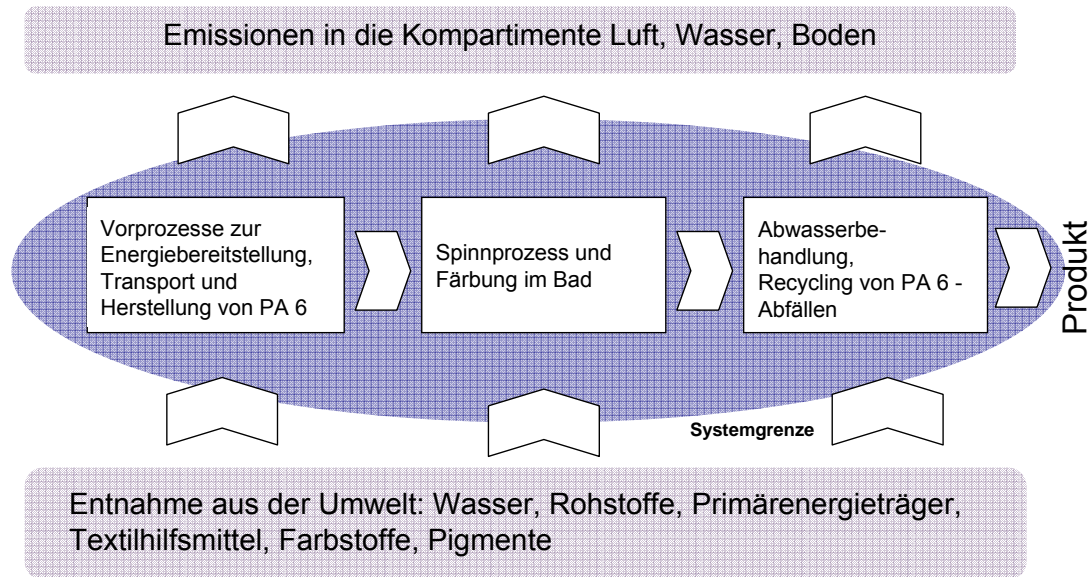 Emissionen in die Kompartimente Luft, Wasser, Boden
Vorprozesse zur
Energiebereitstellung,
Transport und
Herstellung von PA 6
Spinnprozess und
Färbung im Bad
Abwasserbe-
handlung,
Recycling von PA 6 -
Abfällen
Produkt
Systemgrenze
Entnahme aus der Umwelt: Wasser, Rohstoffe, Primärenergieträger,
Textilhilfsmittel, Farbstoffe, Pigmente